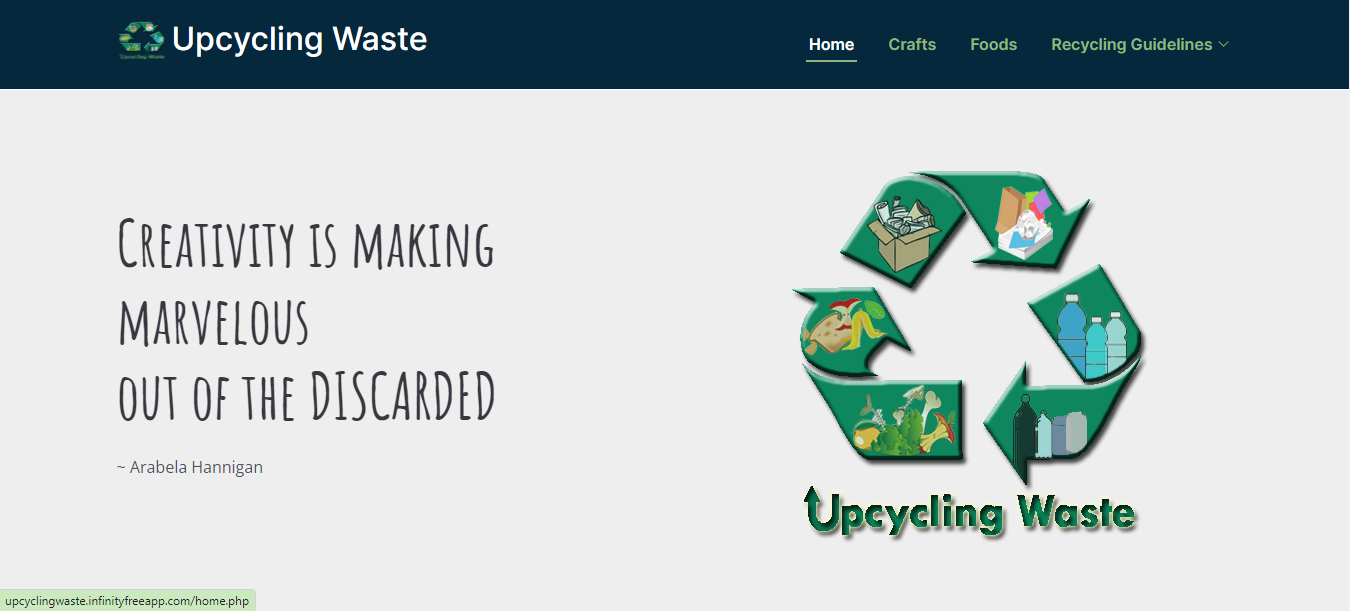 Upcycling Waste
Home Crafts Foods Recycling Guidelines
Creativity is making
marvelous
out of the DISCARDED
~ Arabela Hannigan
Upcycling Waste
upcyclingwaste.infinityfreeapp.com/home.php